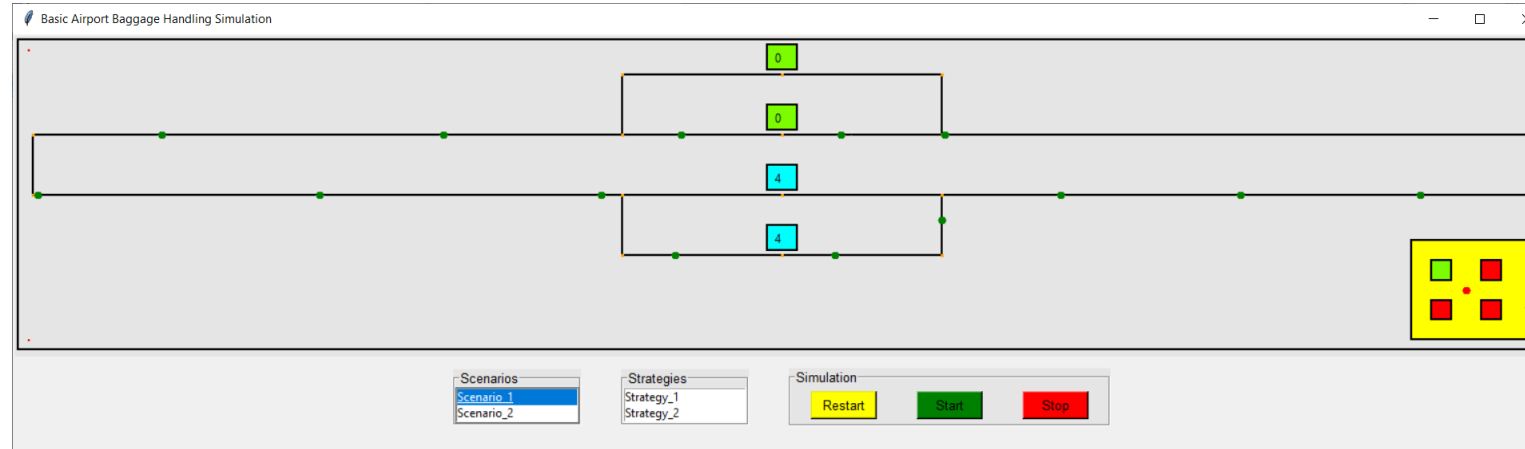 Basic Airport Baggage Handling Simulation
0
0
4
4
Scenarios
Scenario_1
Scenario_2
Strategies
Strategy_1
Strategy_2
Simulation
Restart
Start
Stop